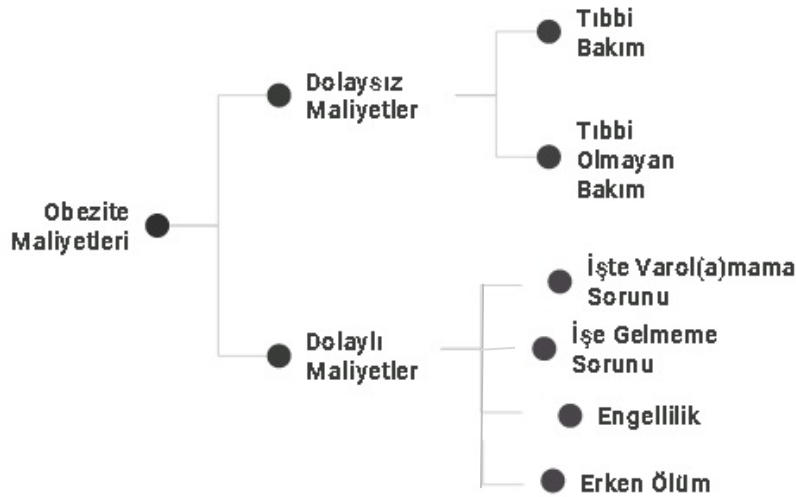 Obezite
Maliyetleri
Dolaysız
Maliyetler
Tıbbi
Bakım
Tıbbi
Olmayan
Bakım
Dolaylı
Maliyetler
İşte Varol(a)mama
Sorunu
İşe Gelmeme
Sorunu
Engellilik
Erken Ölüm